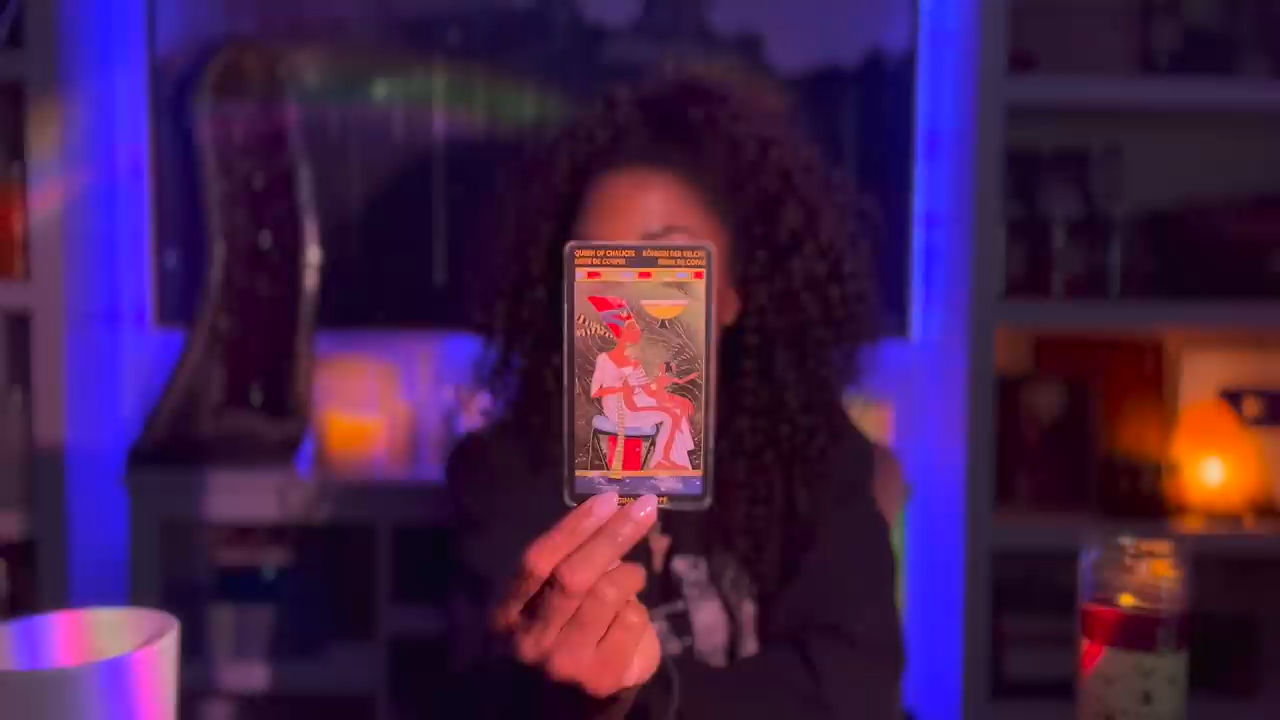 QUEEN OF CHALICES
REINE DE COUPES
KÖNIGIN DER KELCHE
REINA DE COPAS